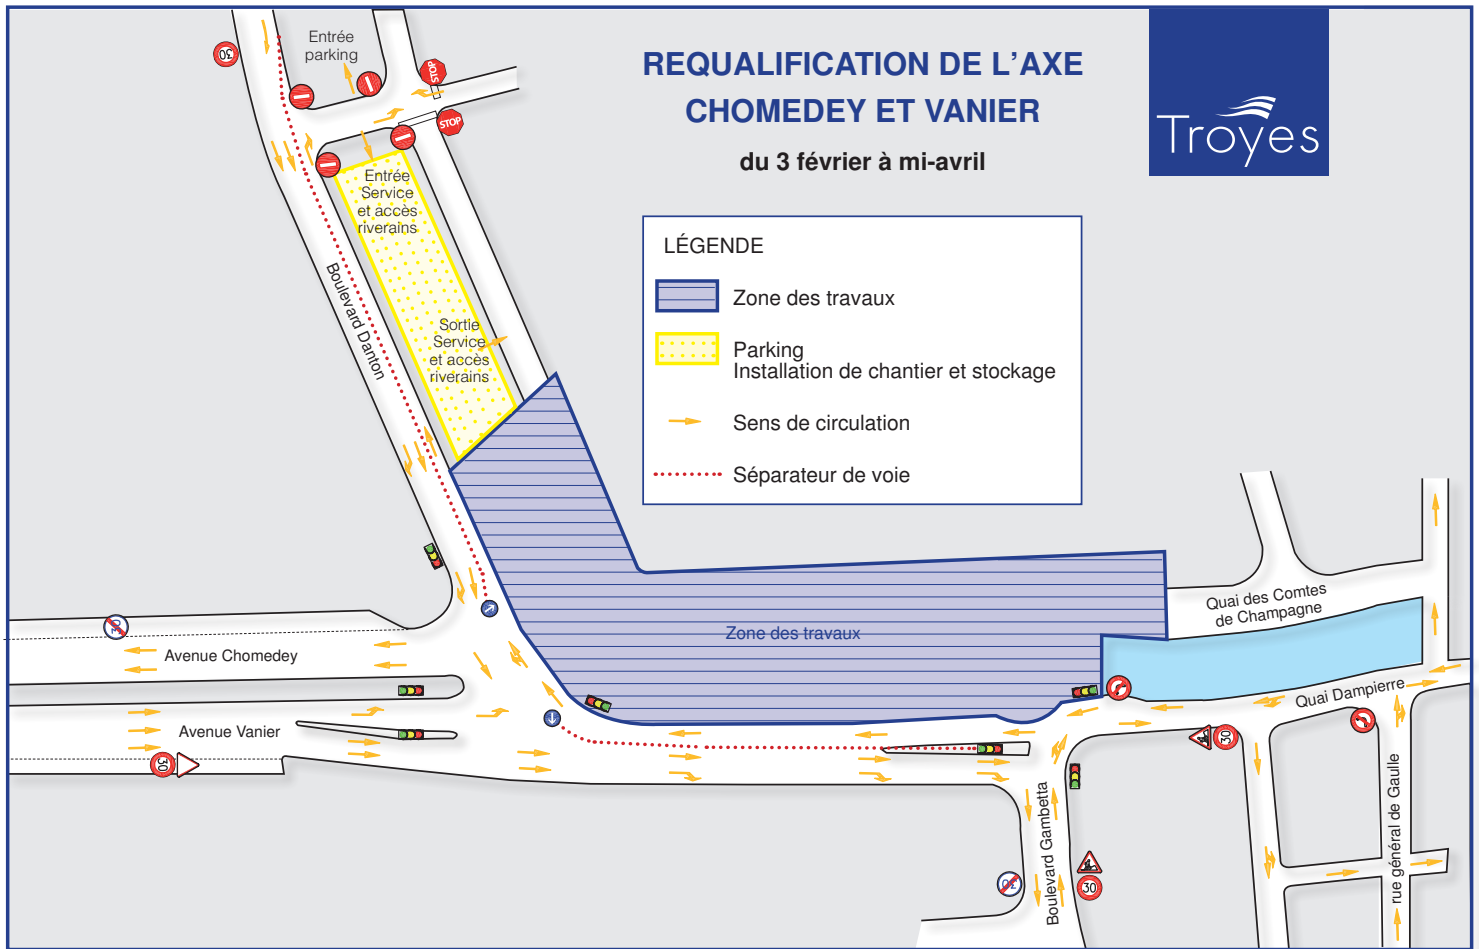 REQUALIFICATION DE L'AXE
CHOMEDEY ET VANIER
du 3 février à mi-avril
Troyes
Entrée
parking
30
STOP
STOP
Entrée
Service
et accès
riverains
Boulevard Danton
Sortie
Service
et accès
riverains
LÉGENDE
Zone des travaux
Parking
Installation de chantier et stockage
Sens de circulation
Séparateur de voie
Quai des Comtes
de Champagne
Zone des travaux
30
Avenue Chomedey
Quai Dampierre
Avenue Vanier
30
30
Boulevard Gambetta
rue général de Gaulle
30
30